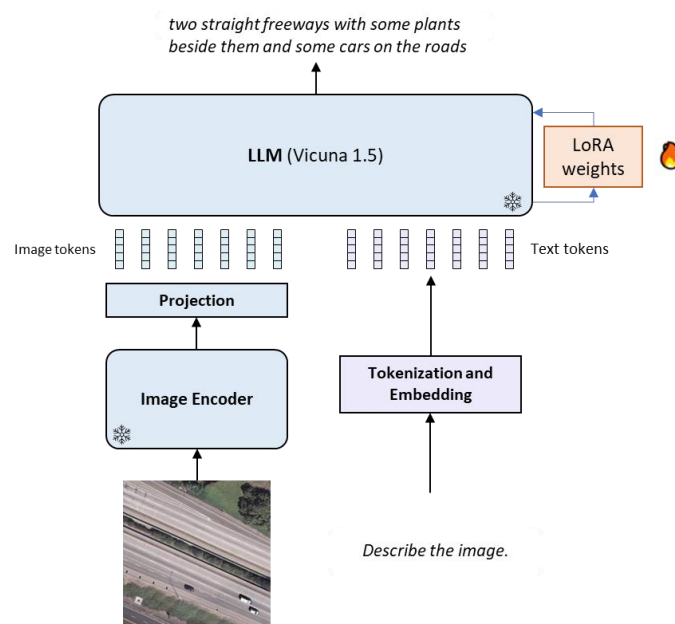 two straight freeways with some plants
beside them and some cars on the roads
LLM (Vicuna 1.5)
LoRA
weights
Image tokens
Text tokens
Projection
Image Encoder
Tokenization and
Embedding
Describe the image.